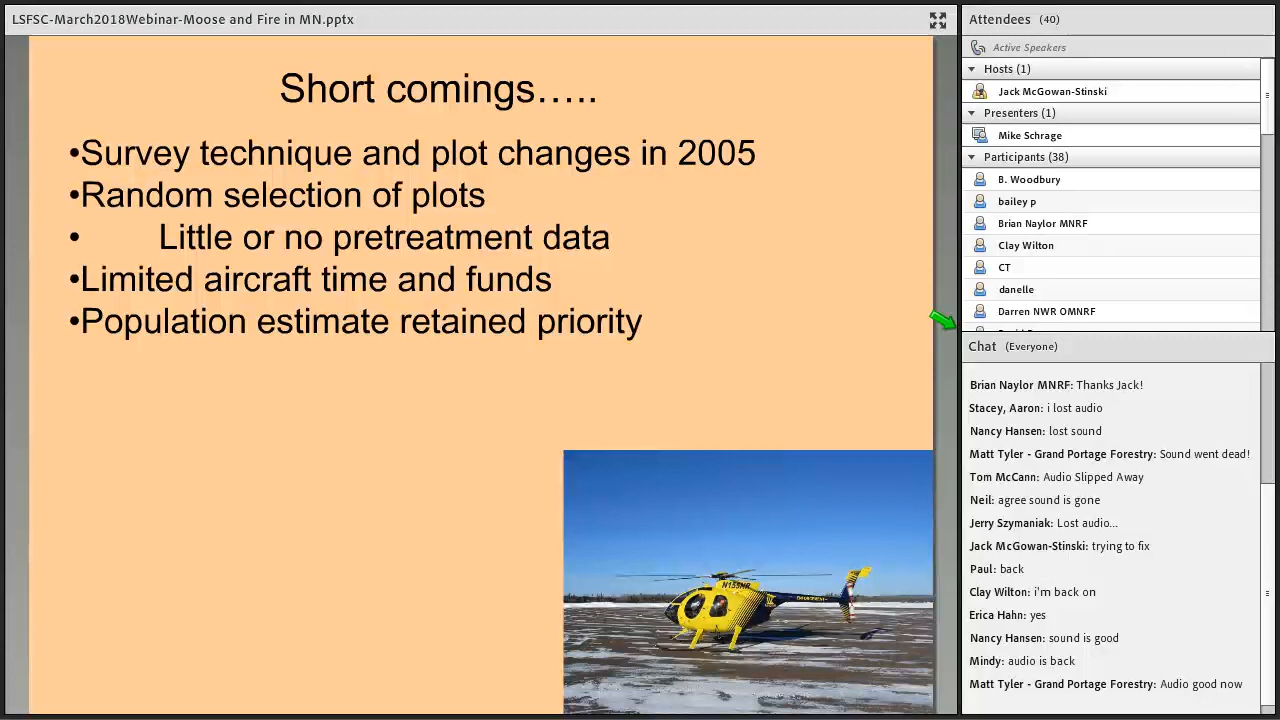 LSFSC-March2018Webinar-Moose and Fire in MN.pptx
Short comings…..
•Survey technique and plot changes in 2005
•Random selection of plots
• Little or no pretreatment data
•Limited aircraft time and funds
•Population estimate retained priority
N155NR
Attendees (40)
Active Speakers
Hosts (1)
Jack McGowan-Stinski
Presenters (1)
Mike Schrage
Participants (38)
B. Woodbury
bailey p
Brian Naylor MNRF
Clay Wilton
CT
danelle
Darren NWR OMNRF
Chat (Everyone)
Brian Naylor MNRF: Thanks Jack!
Stacey, Aaron: i lost audio
Nancy Hansen: lost sound
Matt Tyler - Grand Portage Forestry: Sound went dead!
Tom McCann: Audio Slipped Away
Neil: agree sound is gone
Jerry Szymaniak: Lost audio...
Jack McGowan-Stinski: trying to fix
Paul: back
Clay Wilton: i'm back on
Erica Hahn: yes
Nancy Hansen: sound is good
Mindy: audio is back
Matt Tyler - Grand Portage Forestry: Audio good now